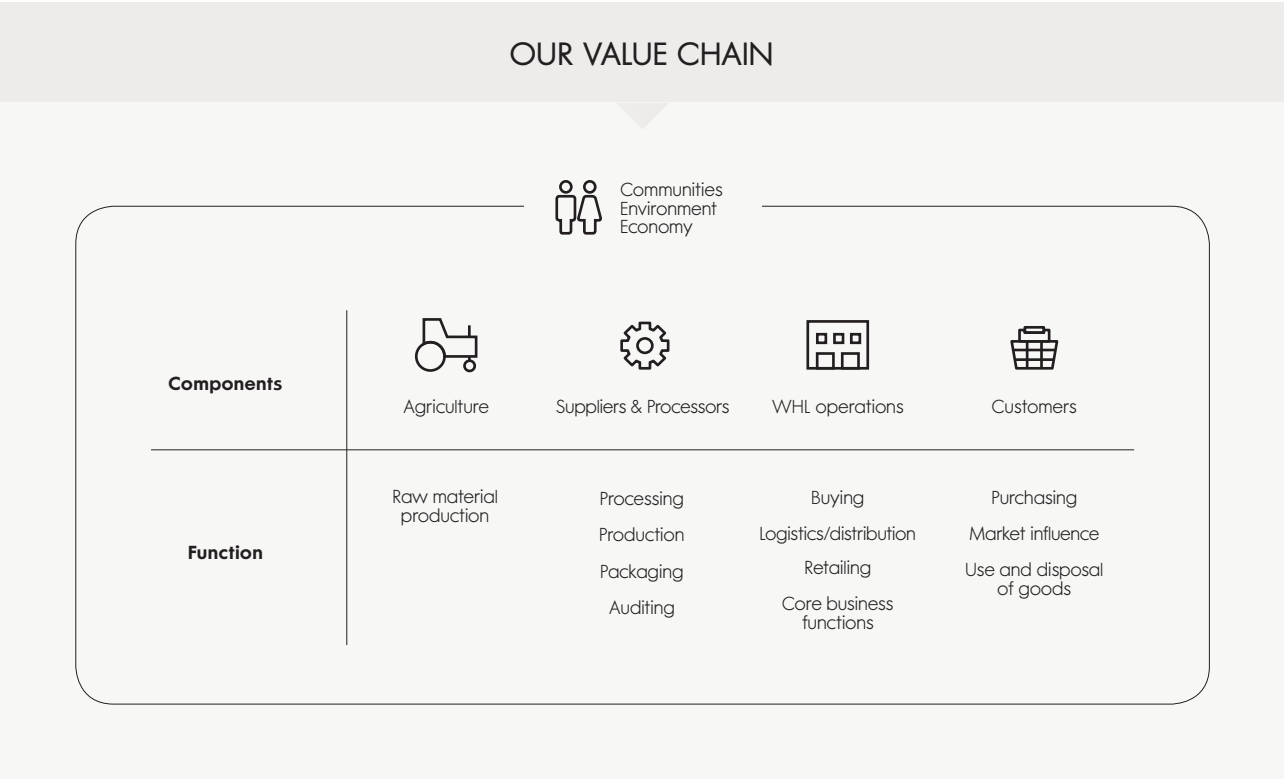 OUR VALUE CHAIN
Communities
Environment
Economy
Components
Agriculture
Suppliers & Processors
WHL operations
Customers
Function
Raw material
production
Processing
Production
Packaging
Auditing
Buying
Logistics/distribution
Retailing
Core business
functions
Purchasing
Market influence
Use and disposal
of goods